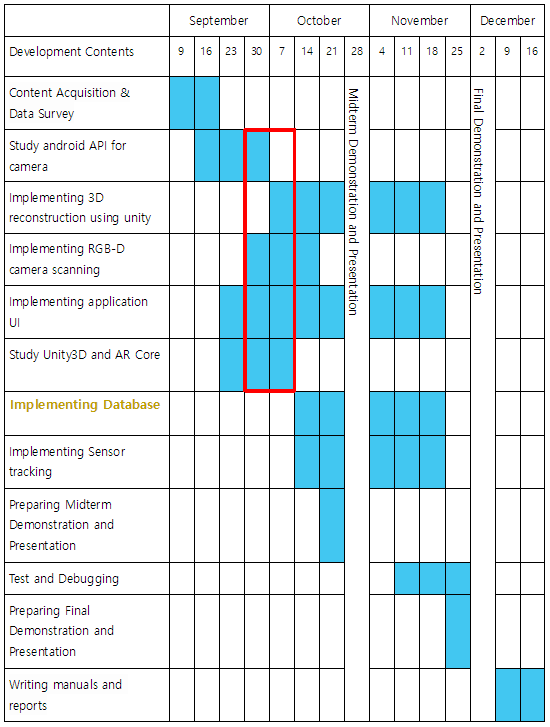 September October November December
Development Contents 9 16 23 30 7 14 21 28 4 11 18 25 2 9 16
Content Acquisition &
Data Survey
Study android API for
camera
Implementing 3D
reconstruction using unity
Implementing RGB-D
camera scanning
Implementing application
UI
Study Unity3D and AR Core
Implementing Database
Implementing Sensor
tracking
Preparing Midterm
Demonstration and
Presentation
Test and Debugging
Preparing Final
Demonstration and
Presentation
Writing manuals and
reports
Midterm Demonstration and Presentation
Final Demonstration and Presentation